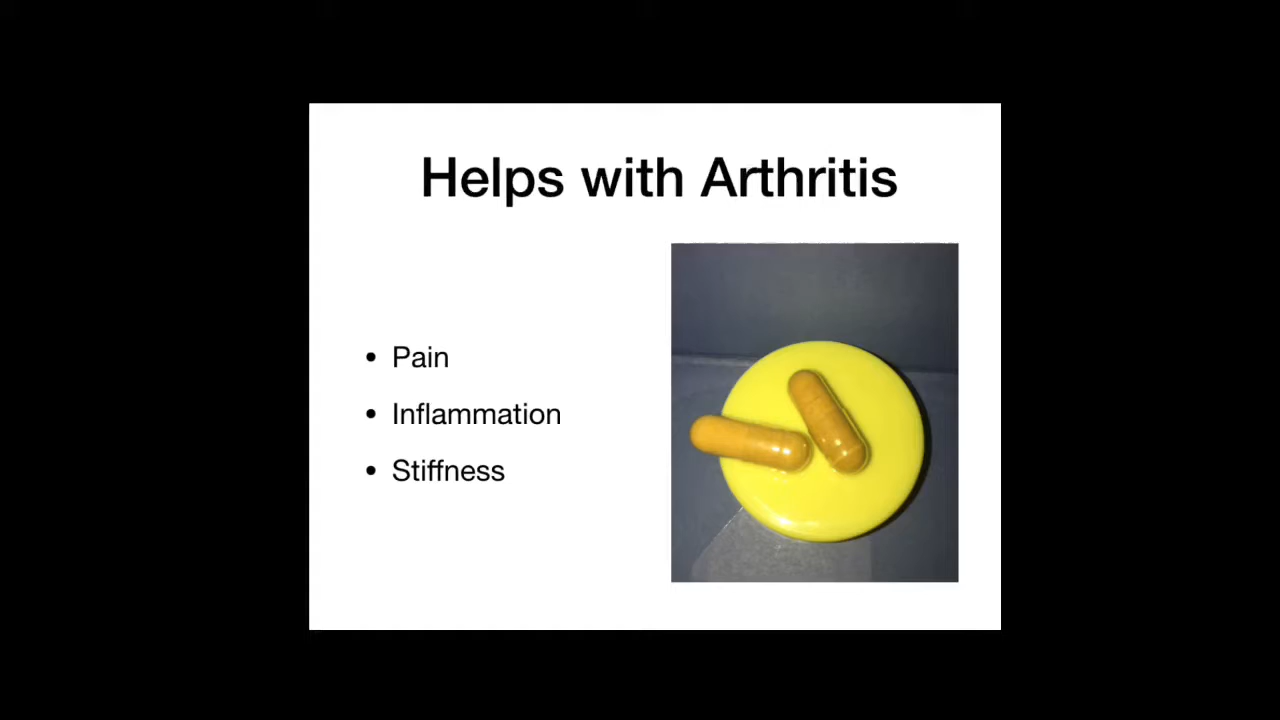 Helps with Arthritis
• Pain
• Inflammation
• Stiffness